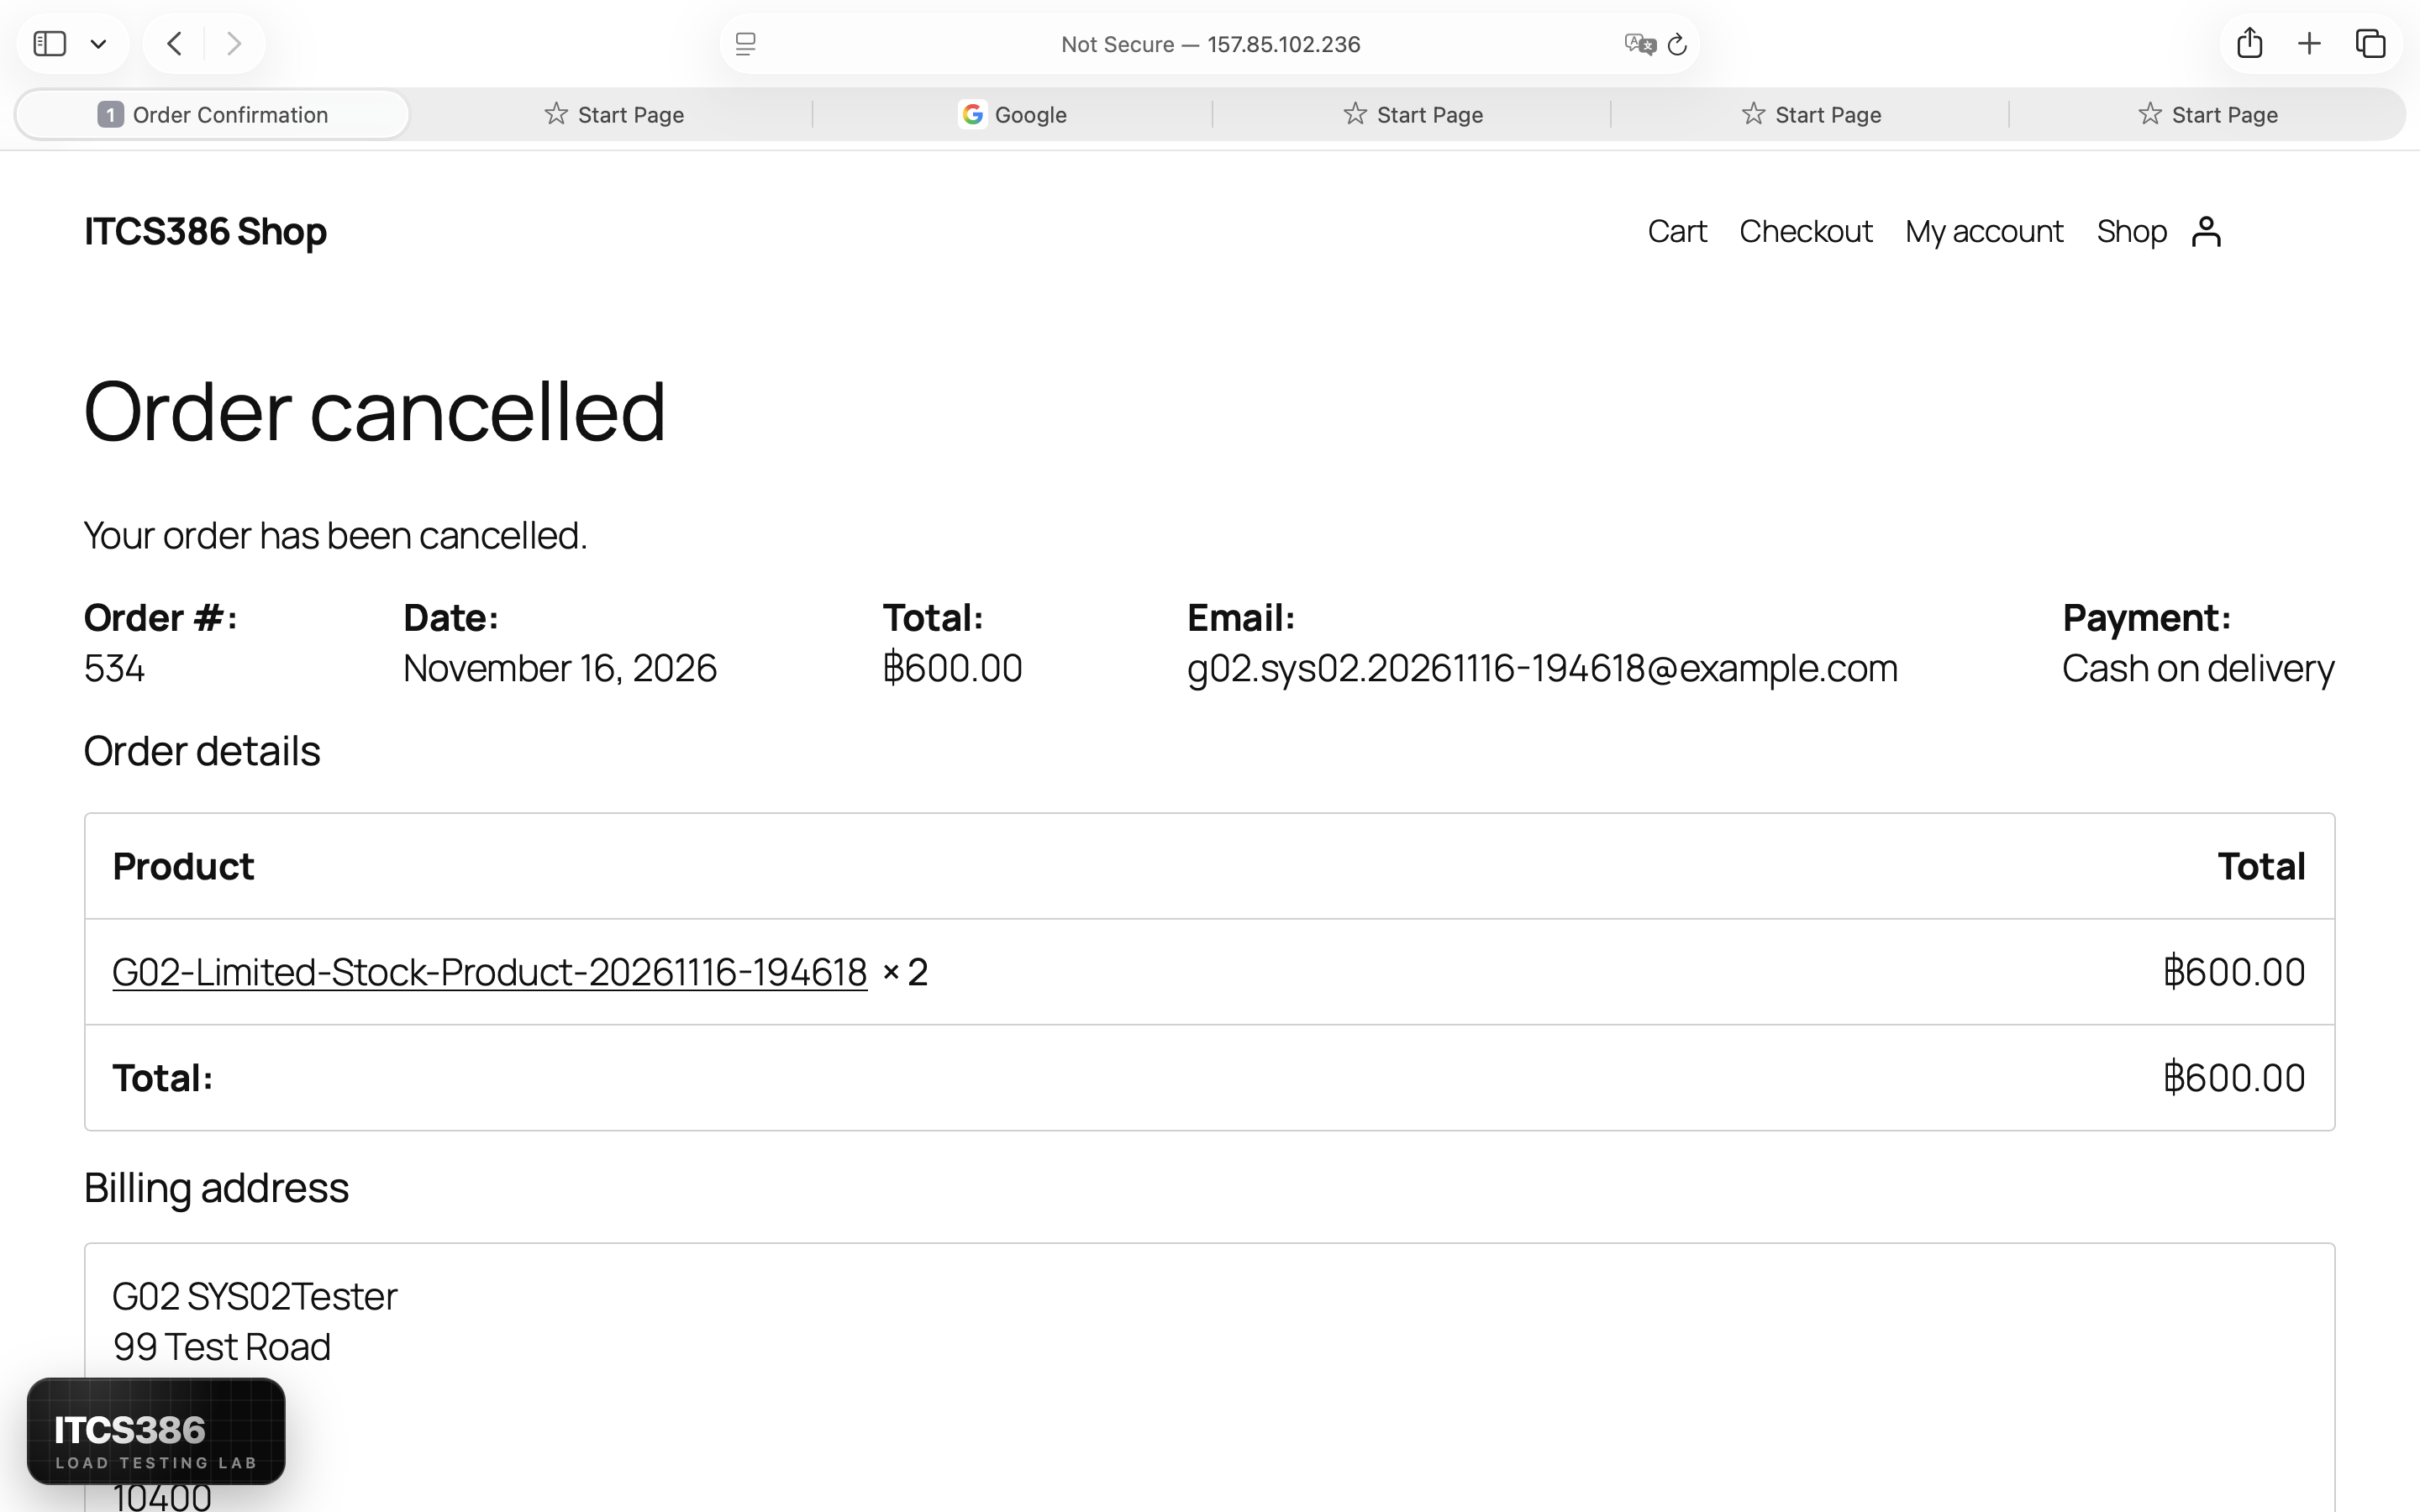 Not Secure — 157.85.102.236
1 Order Confirmation
Start Page
Google
Start Page
Start Page
Start Page
ITCS386 Shop
Cart
Checkout
My account
Shop
Order cancelled
Your order has been cancelled.
Order #:
534
Date:
November 16, 2026
Total:
฿600.00
Email:
g02.sys02.20261116-194618@example.com
Payment:
Cash on delivery
Order details
Product Total
G02-Limited-Stock-Product-20261116-194618 × 2 ฿600.00
Total: ฿600.00
Billing address
G02 SYS02Tester
99 Test Road
ITCS386
LOAD TESTING LAB
10400